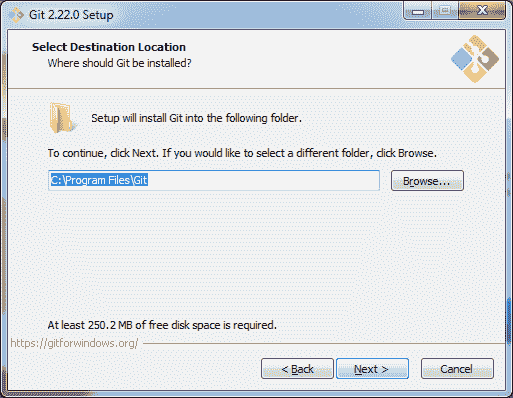 Git 2.22.0 Setup
Select Destination Location
Where should Git be installed?
Setup will install Git into the following folder.
To continue, click Next. If you would like to select a different folder, click Browse.
C:\Program Files\Git
Browse...
At least 250.2 MB of free disk space is required.
https://gitforwindows.org/
< Back
Next >
Cancel